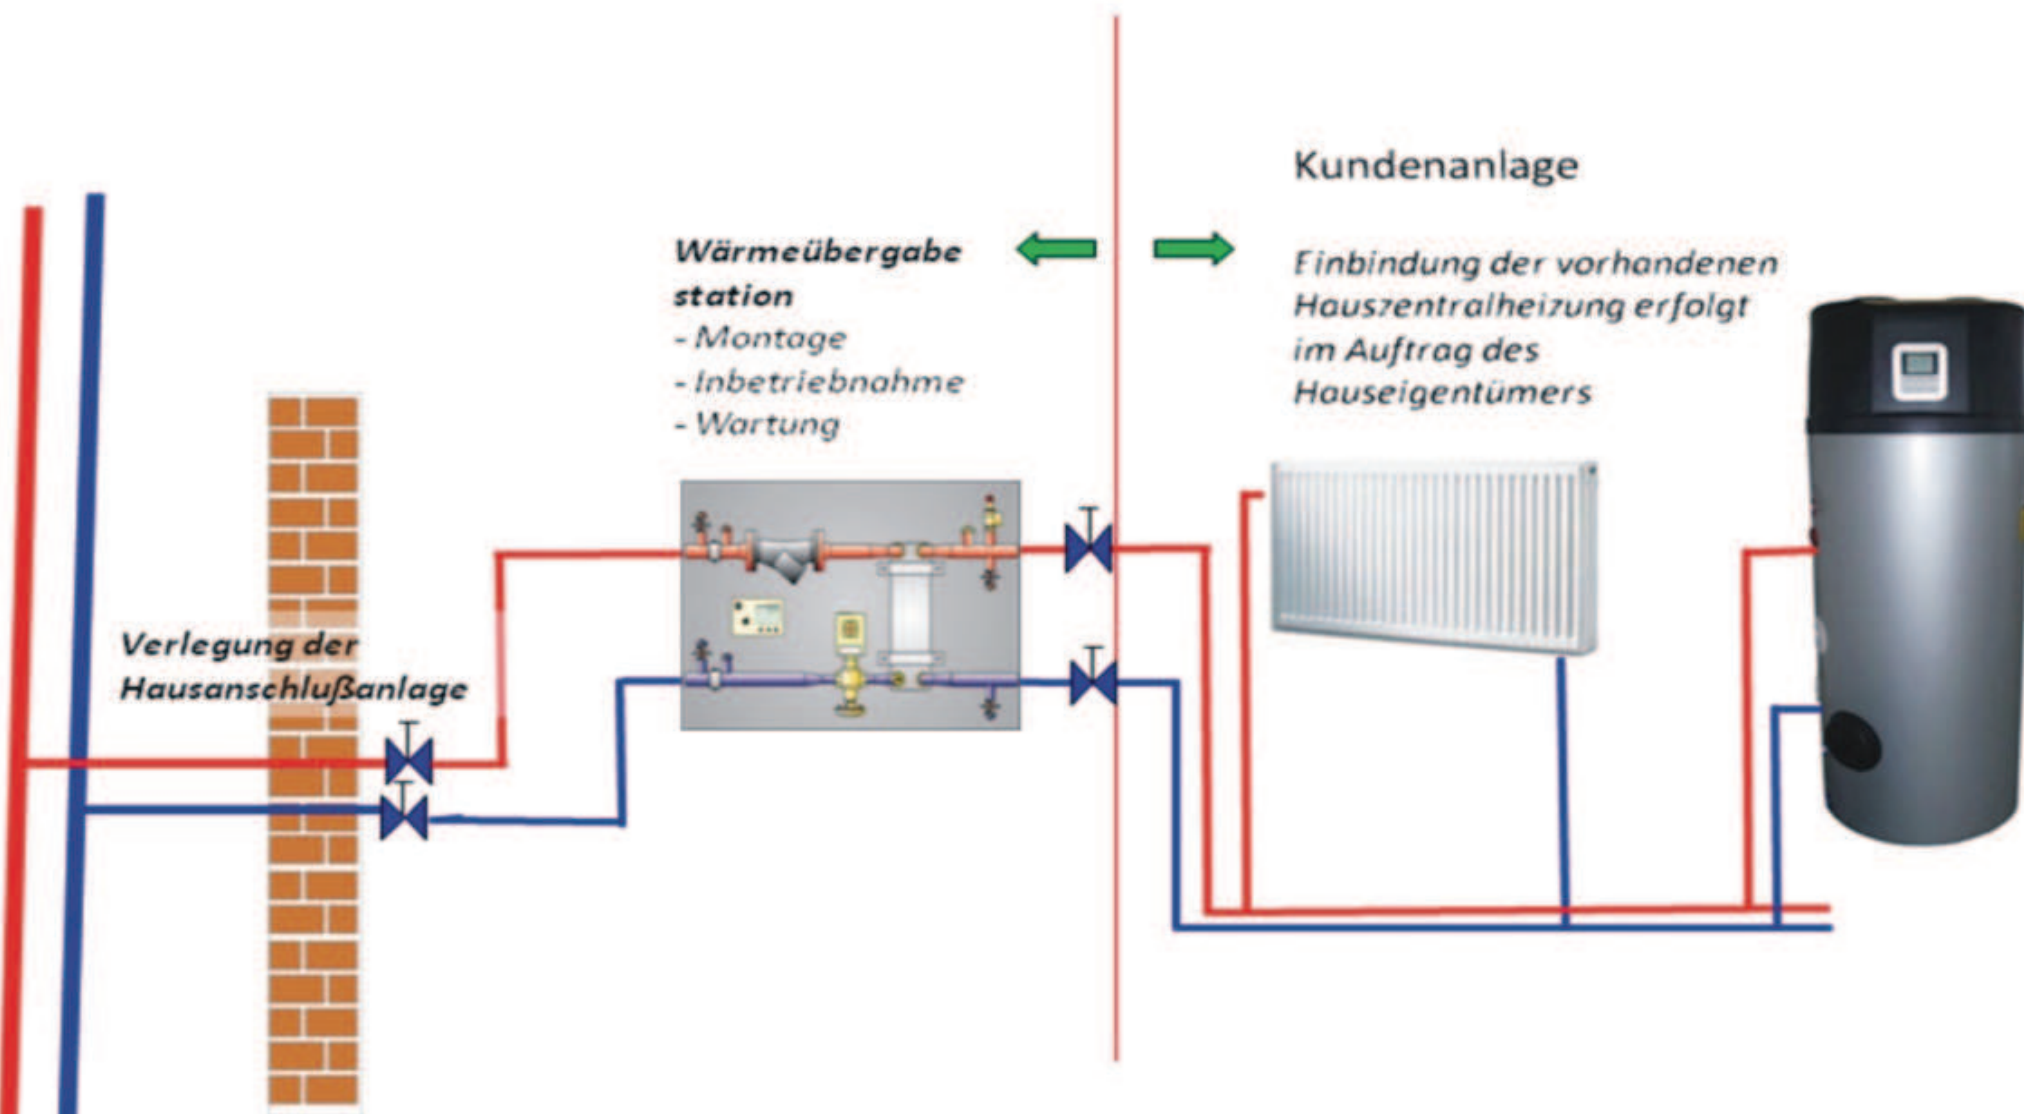 Kundenanlage
Wärmeübergabe
station
- Montage
- Inbetriebnahme
- Wartung
Einbindung der vorhandenen
Hauszentralheizung erfolgt
im Auftrag des
Hauseigentümers
Verlegung der
Hausanschlußanlage